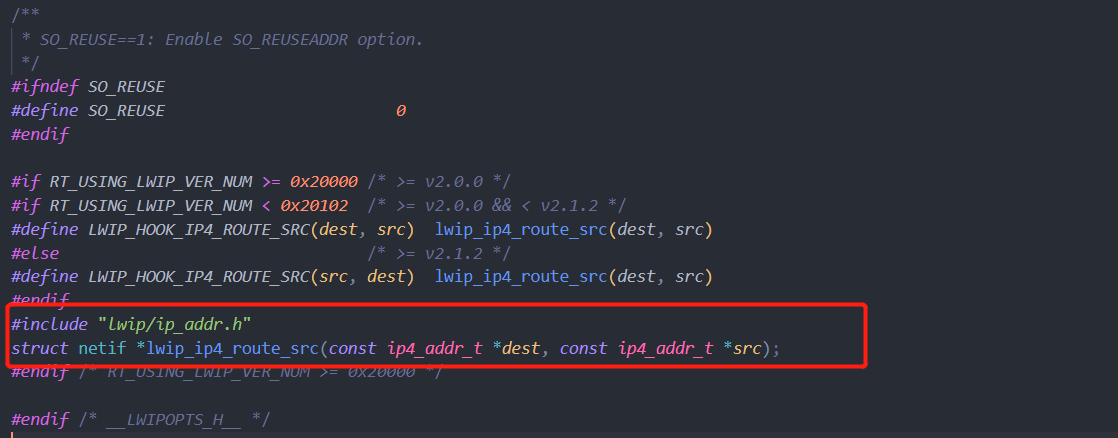 /**
 * SO_REUSE==1: Enable SO_REUSEADDR option.
 */
#ifndef SO_REUSE
#define SO_REUSE                        0
#endif

#if RT_USING_LWIP_VER_NUM >= 0x20000 /* >= v2.0.0 */
#if RT_USING_LWIP_VER_NUM < 0x20102  /* >= v2.0.0 && < v2.1.2 */
#define LWIP_HOOK_IP4_ROUTE_SRC(dest, src)  lwip_ip4_route_src(dest, src)
#else                                /* >= v2.1.2 */
#define LWIP_HOOK_IP4_ROUTE_SRC(src, dest)  lwip_ip4_route_src(dest, src)
#endif
#include "lwip/ip_addr.h"
struct netif *lwip_ip4_route_src(const ip4_addr_t *dest, const ip4_addr_t *src);
#endif /* RT_USING_LWIP_VER_NUM >= 0x20000 */

#endif /* __LWIPOPTS_H__ */